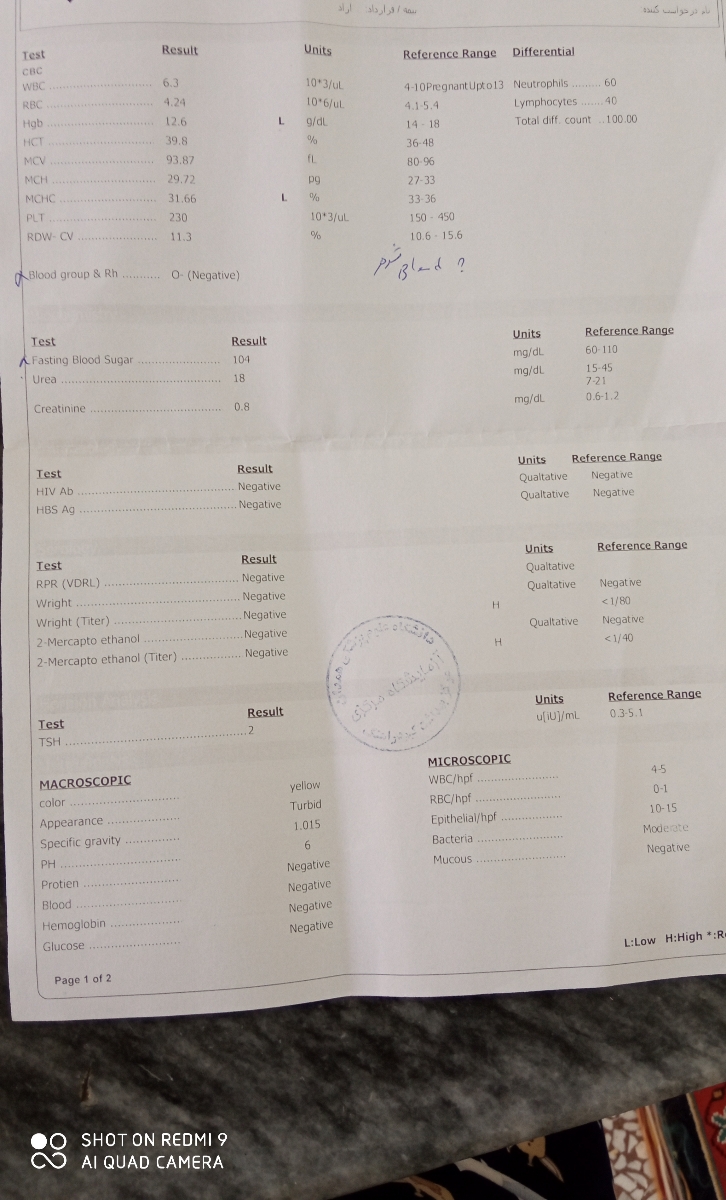 نام درخواست کننده بیمه / قرارداد آزاد
Test Result Units Reference Range Differential
CBC
WBC 6.3 10*3/uL 4-10PregnantUpto13 Neutrophils ......... 60
RBC 4.24 10*6/uL 4.1-5.4 Lymphocytes ...... 40
Hgb 12.6 L g/dL 14 - 18 Total diff. count ..100.00
HCT 39.8 % 36-48
MCV 93.87 fL 80-96
MCH 29.72 pg 27-33
MCHC 31.66 L % 33-36
PLT 230 10*3/uL 150 - 450
RDW- CV 11.3 % 10.6 - 15.6
Blood group & Rh .......... O- (Negative)
Test Result Units Reference Range
Fasting Blood Sugar 104 mg/dL 60-110
Urea 18 mg/dL 15-45
7-21
Creatinine 0.8 mg/dL 0.6-1.2
Test Result Units Reference Range
HIV Ab Negative Qualtative Negative
HBS Ag Negative Qualtative Negative
Test Result Units Reference Range
RPR (VDRL) Negative Qualtative
Wright Negative Qualtative Negative
Wright (Titer) Negative H <1/80
2-Mercapto ethanol Negative Qualtative Negative
2-Mercapto ethanol (Titer) Negative H <1/40
آزمایشگاه مرکزی
Test Result Units Reference Range
TSH 2 u[iU]/mL 0.3-5.1
MACROSCOPIC
color yellow
Appearance Turbid
Specific gravity 1.015
PH 6
Protien Negative
Blood Negative
Hemoglobin Negative
Glucose Negative
MICROSCOPIC
WBC/hpf 4-5
RBC/hpf 0-1
Epithelial/hpf 10-15
Bacteria Moderate
Mucous Negative
L:Low H:High *:R
Page 1 of 2
SHOT ON REDMI 9
AI QUAD CAMERA